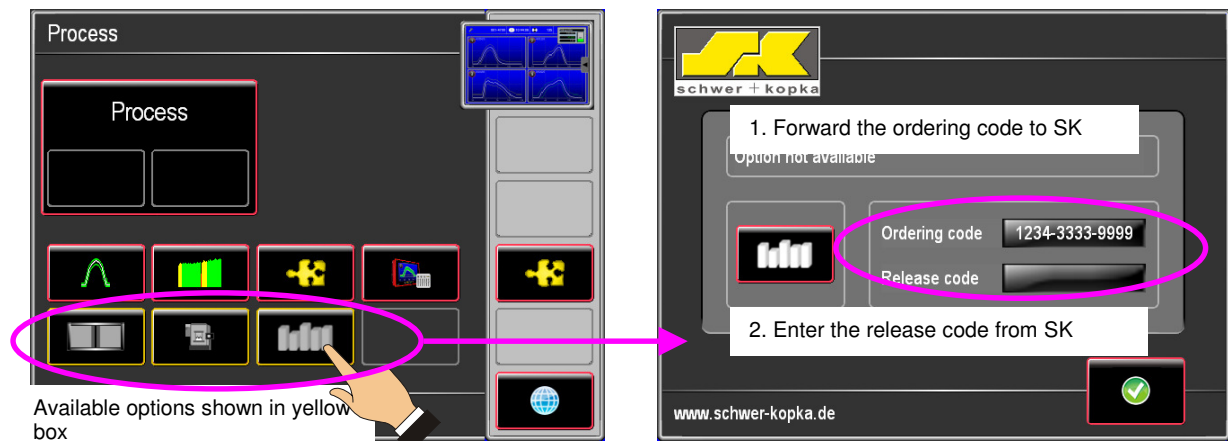 Process
Process
Available options shown in yellow
box
schwer + kopka
1. Forward the ordering code to SK
Option not available
Ordering code 1234-3333-9999
Release code
2. Enter the release code from SK
www.schwer-kopka.de